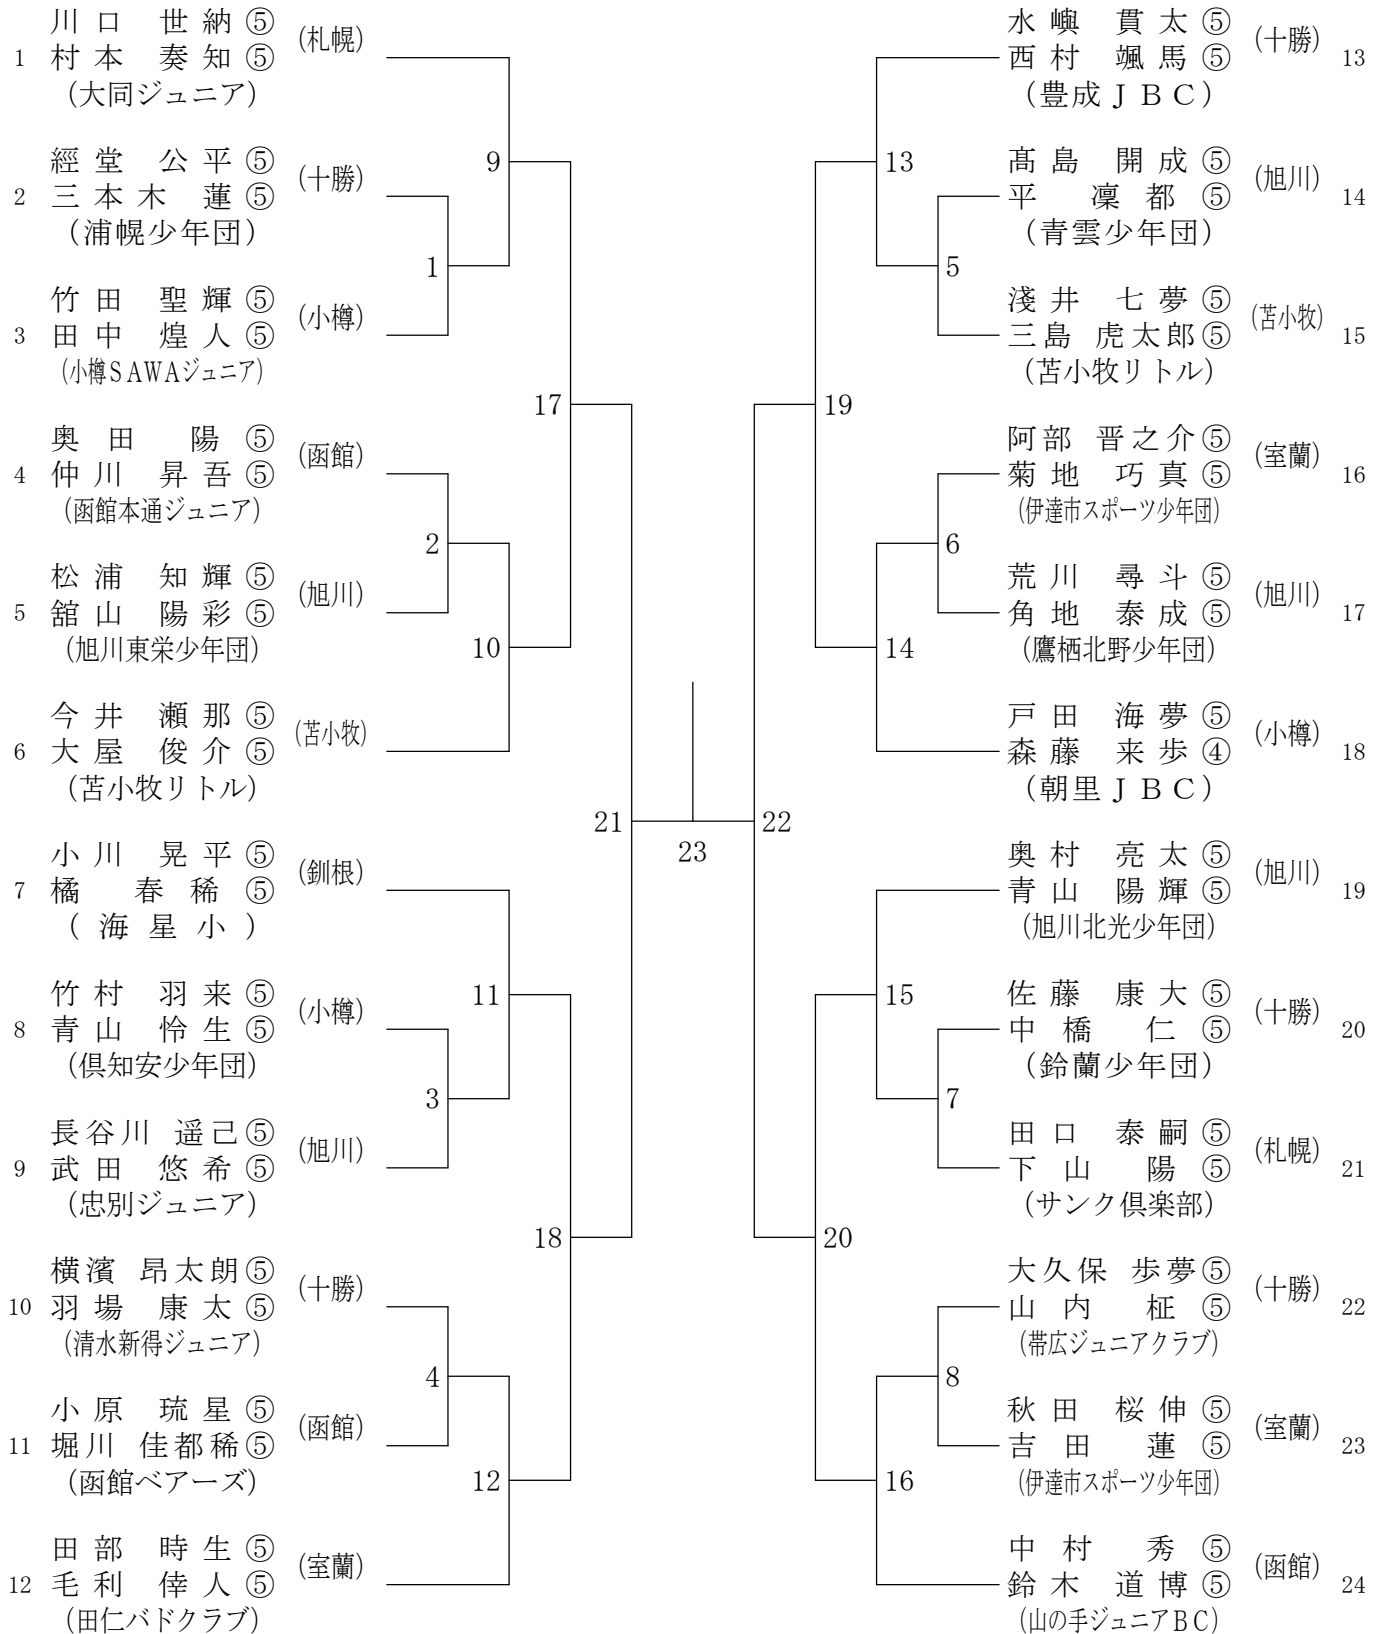 川口 世納⑤
(札幌)
1 村本 奏知⑤
(大同ジュニア)
經堂 公平⑤
(十勝)
2 三本木 蓮⑤
(浦幌少年団)
竹田 聖輝⑤
(小樽)
3 田中 煌人⑤
(小樽SAWAジュニア)
奥田 陽⑤
(函館)
4 仲川 昇吾⑤
(函館本通ジュニア)
松浦 知輝⑤
(旭川)
5 舘山 陽彩⑤
(旭川東栄少年団)
今井 瀬那⑤
(苫小牧)
6 大屋 俊介⑤
(苫小牧リトル)
小川 晃平⑤
(釧根)
7 橘 春稀⑤
(海星小)
竹村 羽来⑤
(小樽)
8 青山 怜生⑤
(倶知安少年団)
長谷川 遥己⑤
(旭川)
9 武田 悠希⑤
(忠別ジュニア)
横濱 昂太朗⑤
(十勝)
10 羽場 康太⑤
(清水新得ジュニア)
小原 琉星⑤
(函館)
11 堀川 佳都稀⑤
(函館ベアーズ)
田部 時生⑤
(室蘭)
12 毛利 倖人⑤
(田仁バドクラブ)
9
1
17
2
10
21
11
3
18
4
12
23
13
5
19
6
14
22
15
7
20
8
16
水嶼 貫太⑤
(十勝)
西村 颯馬⑤ 13
(豊成JBC)
髙島 開成⑤
(旭川)
平 凜都⑤ 14
(青雲少年団)
淺井 七夢⑤
(苫小牧)
三島 虎太郎⑤ 15
(苫小牧リトル)
阿部 晋之介⑤
(室蘭)
菊地 巧真⑤ 16
(伊達市スポーツ少年団)
荒川 尋斗⑤
(旭川)
角地 泰成⑤ 17
(鷹栖北野少年団)
戸田 海夢⑤
(小樽)
森藤 来歩④ 18
(朝里JBC)
奥村 亮太⑤
(旭川)
青山 陽輝⑤ 19
(旭川北光少年団)
佐藤 康大⑤
(十勝)
中橋 仁⑤ 20
(鈴蘭少年団)
田口 泰嗣⑤
(札幌)
下山 陽⑤ 21
(サンク倶楽部)
大久保 歩夢⑤
(十勝)
山内 柾⑤ 22
(帯広ジュニアクラブ)
秋田 桜伸⑤
(室蘭)
吉田 蓮⑤ 23
(伊達市スポーツ少年団)
中村 秀⑤
(函館)
鈴木 道博⑤ 24
(山の手ジュニアBC)